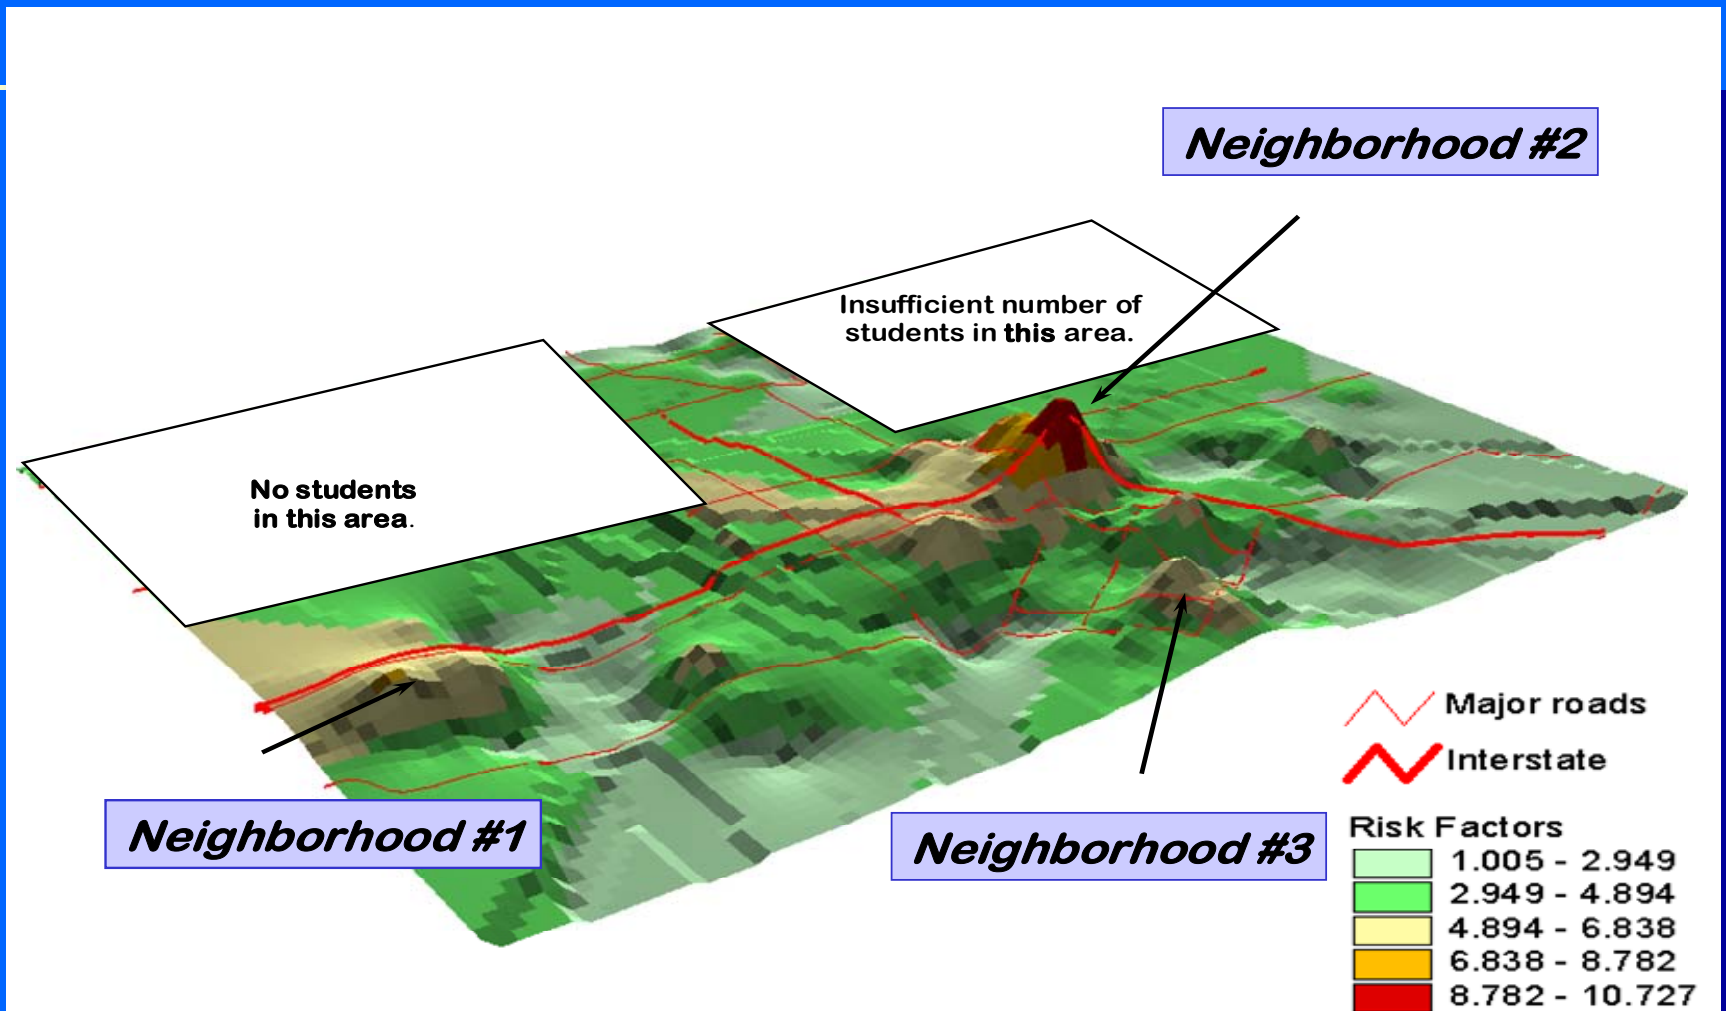 Neighborhood #2
Insufficient number of
students in this area.
No students
in this area.
Neighborhood #1
Neighborhood #3
Major roads
Interstate
Risk Factors
1.005 - 2.949
2.949 - 4.894
4.894 - 6.838
6.838 - 8.782
8.782 - 10.727